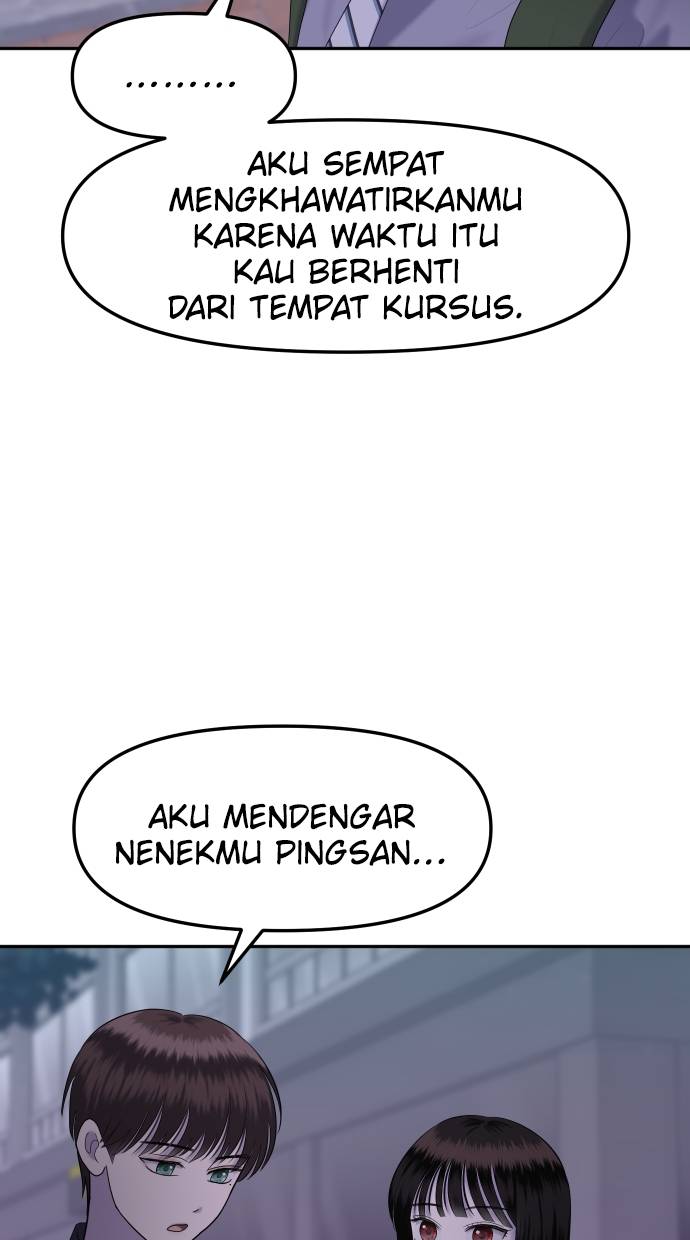 ………
AKU SEMPAT
MENGKHAWATIRKANMU
KARENA WAKTU ITU
KAU BERHENTI
DARI TEMPAT KURSUS.
AKU MENDENGAR
NENEKMU PINGSAN...